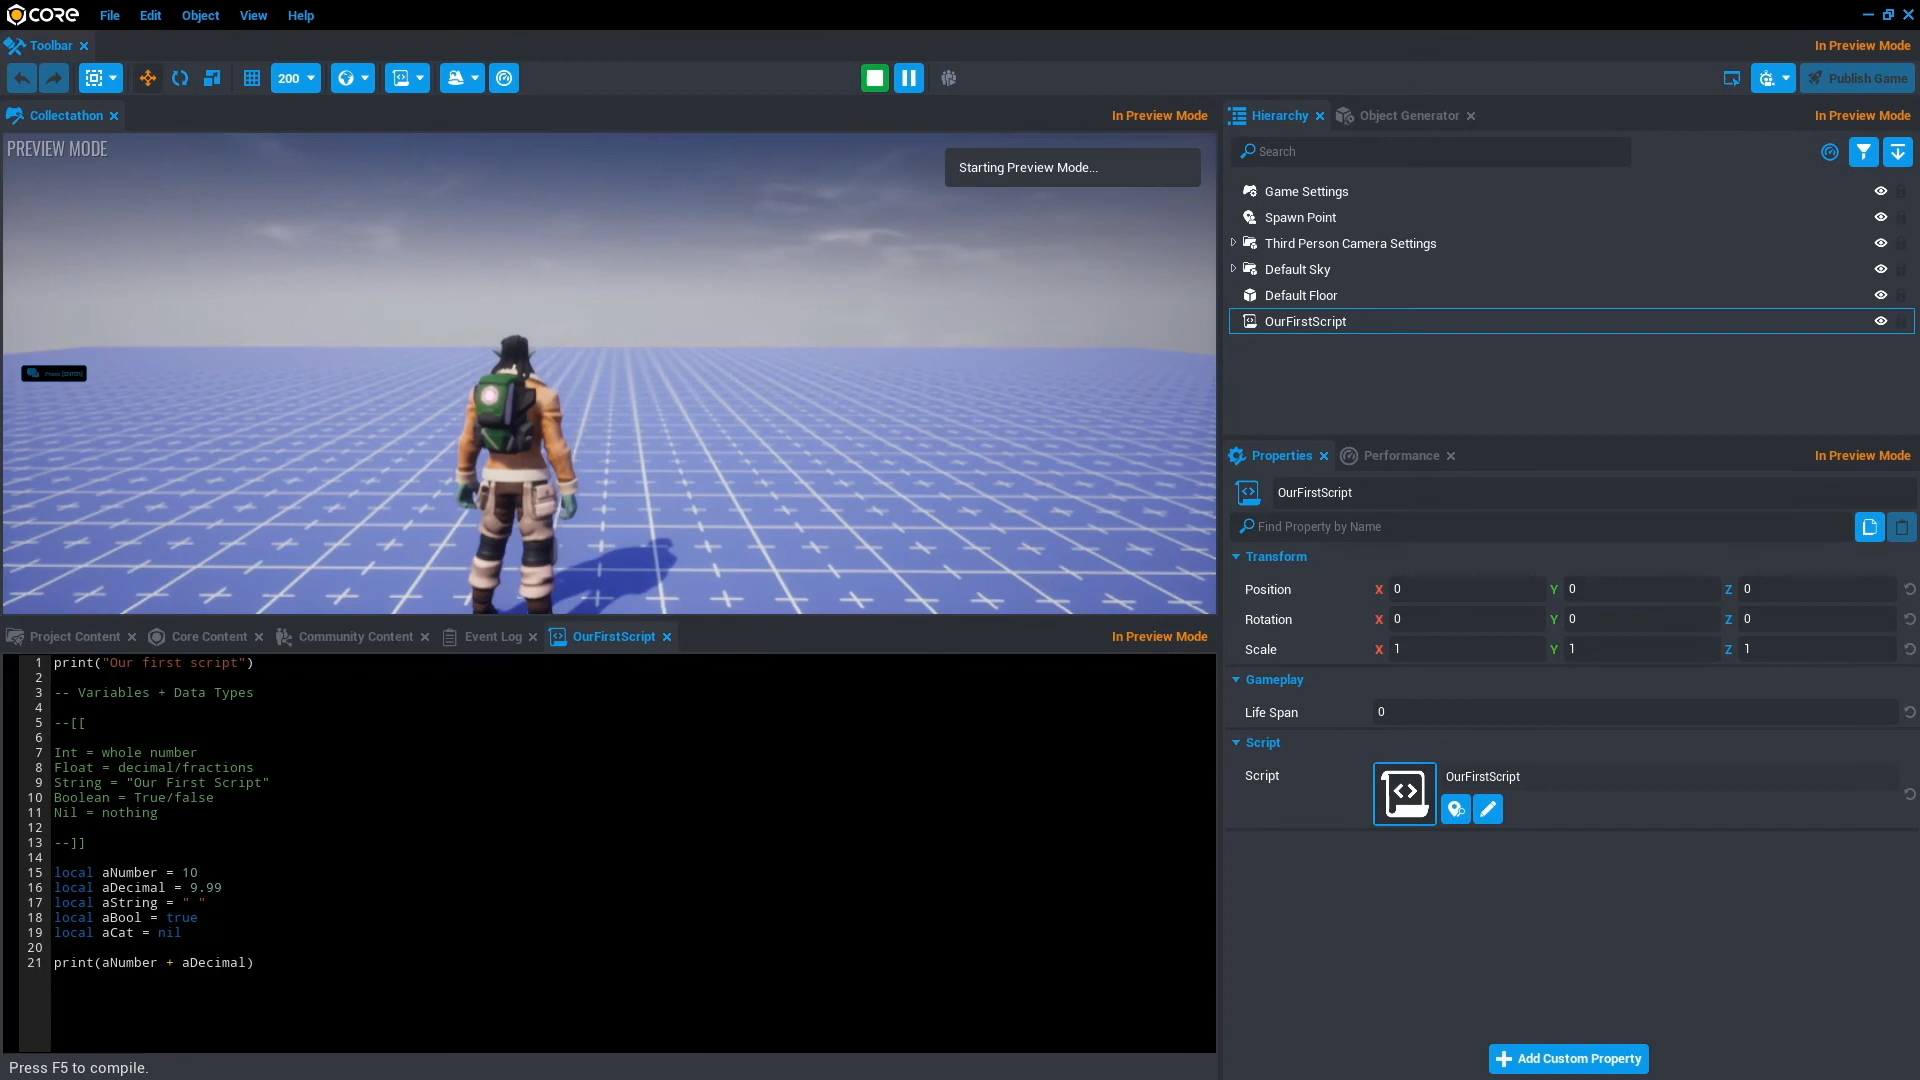 CORE File Edit Object View Help
Toolbar In Preview Mode
200 Publish Game
Collectathon In Preview Mode
PREVIEW MODE
Starting Preview Mode...
Press [ENTER]
Hierarchy Object Generator In Preview Mode
Search
Game Settings
Spawn Point
Third Person Camera Settings
Default Sky
Default Floor
OurFirstScript
Properties Performance In Preview Mode
OurFirstScript
Find Property by Name
Transform
Position X 0 Y 0 Z 0
Rotation X 0 Y 0 Z 0
Scale X 1 Y 1 Z 1
Gameplay
Life Span 0
Script
Script OurFirstScript
Add Custom Property
Project Content Core Content Community Content Event Log OurFirstScript In Preview Mode
1 print("Our first script")
2
3 -- Variables + Data Types
4
5 --[[
6
7 Int = whole number
8 Float = decimal/fractions
9 String = "Our First Script"
10 Boolean = True/false
11 Nil = nothing
12
13 --]]
14
15 local aNumber = 10
16 local aDecimal = 9.99
17 local aString = " "
18 local aBool = true
19 local aCat = nil
20
21 print(aNumber + aDecimal)
Press F5 to compile.